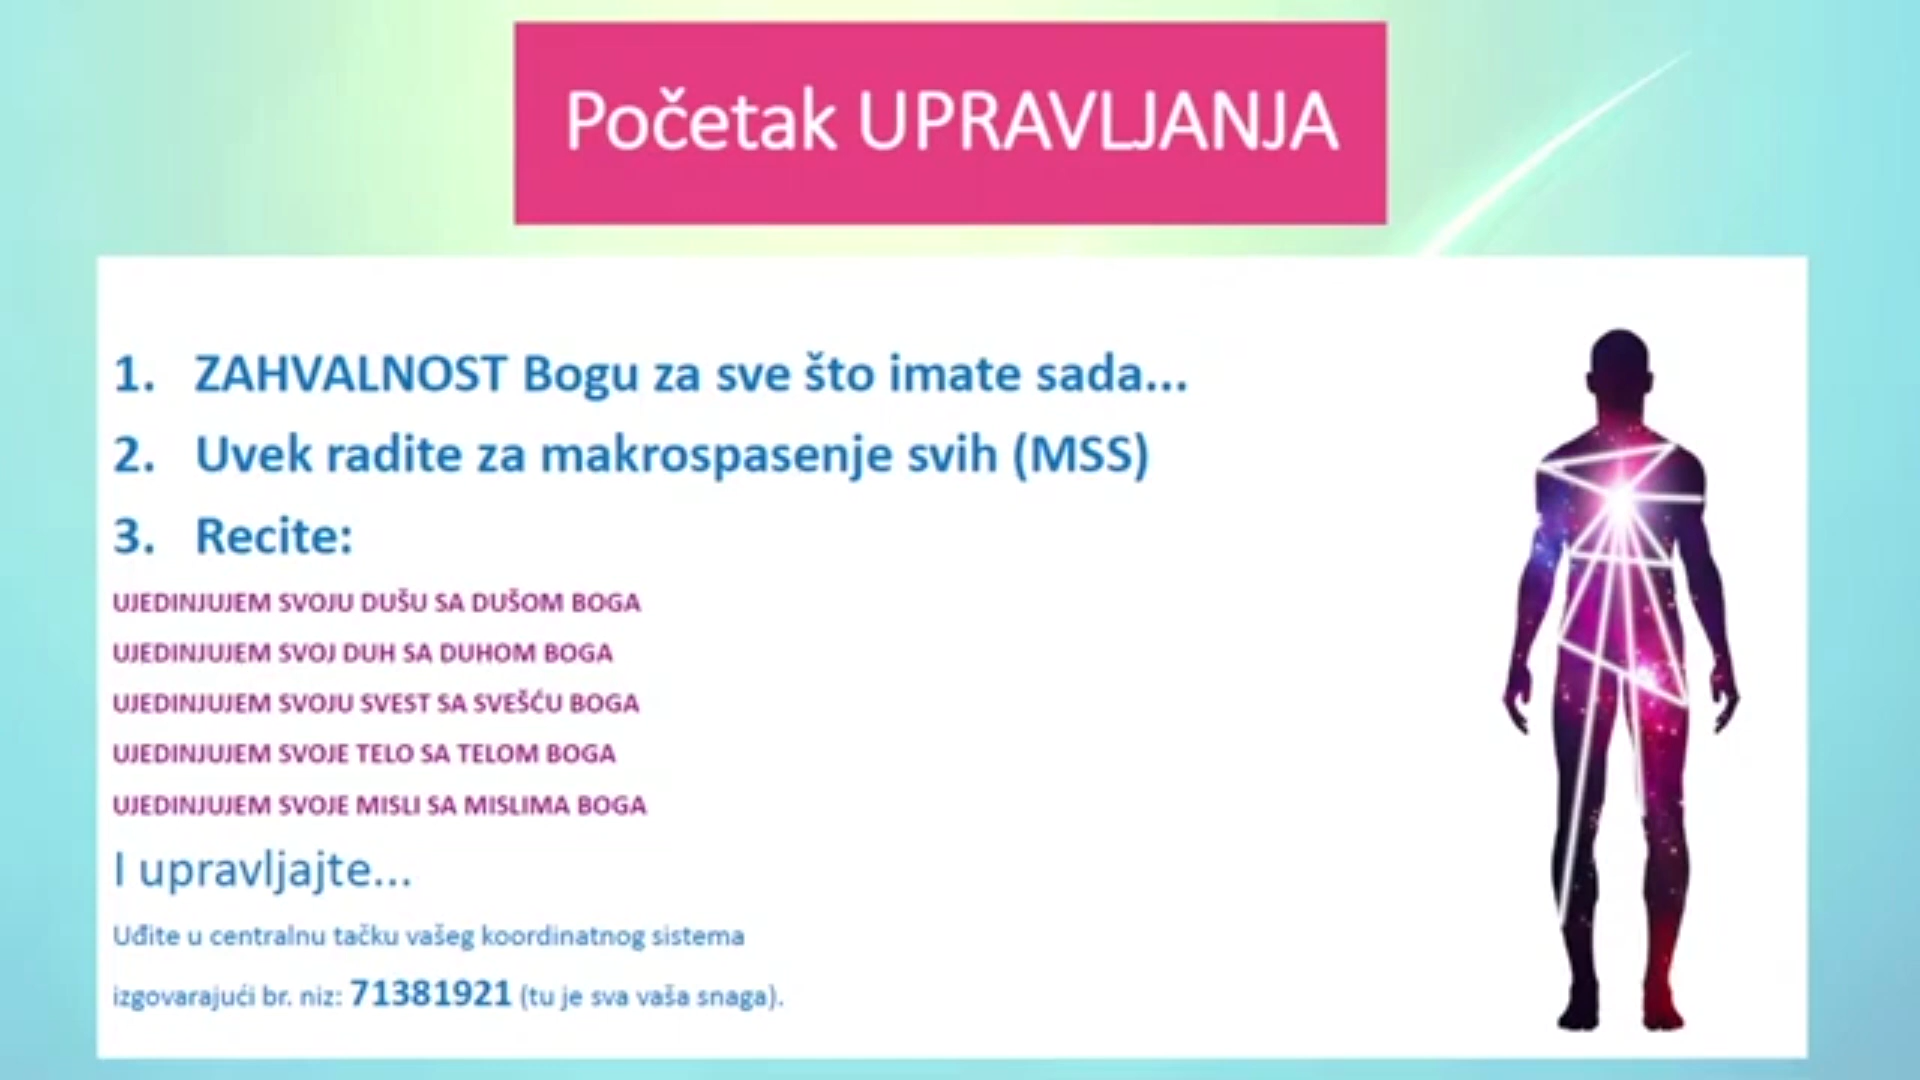 Početak UPRAVLJANJA
1. ZAHVALNOST Bogu za sve što imate sada...
2. Uvek radite za makrospasenje svih (MSS)
3. Recite:
UJEDINJUJEM SVOJU DUŠU SA DUŠOM BOGA
UJEDINJUJEM SVOJ DUH SA DUHOM BOGA
UJEDINJUJEM SVOJU SVEST SA SVEŠĆU BOGA
UJEDINJUJEM SVOJE TELO SA TELOM BOGA
UJEDINJUJEM SVOJE MISLI SA MISLIMA BOGA
I upravljajte...
Uđite u centralnu tačku vašeg koordinatnog sistema
izgovarajući br. niz: 71381921 (tu je sva vaša snaga).